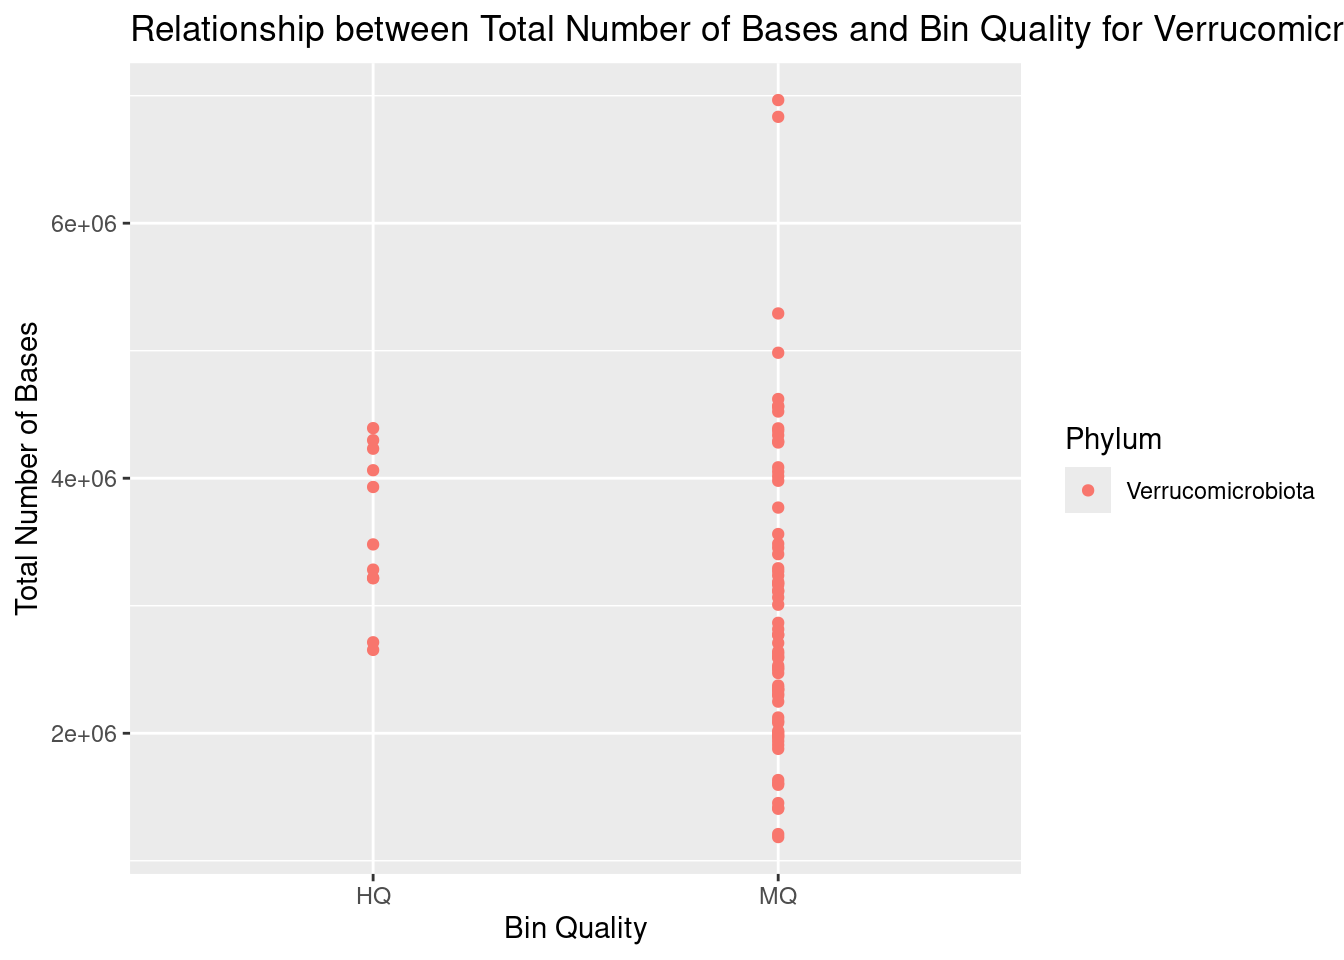 Relationship between Total Number of Bases and Bin Quality for Verrucomicr
6e+06
4e+06
2e+06
Total Number of Bases
HQ
MQ
Bin Quality
Phylum
Verrucomicrobiota